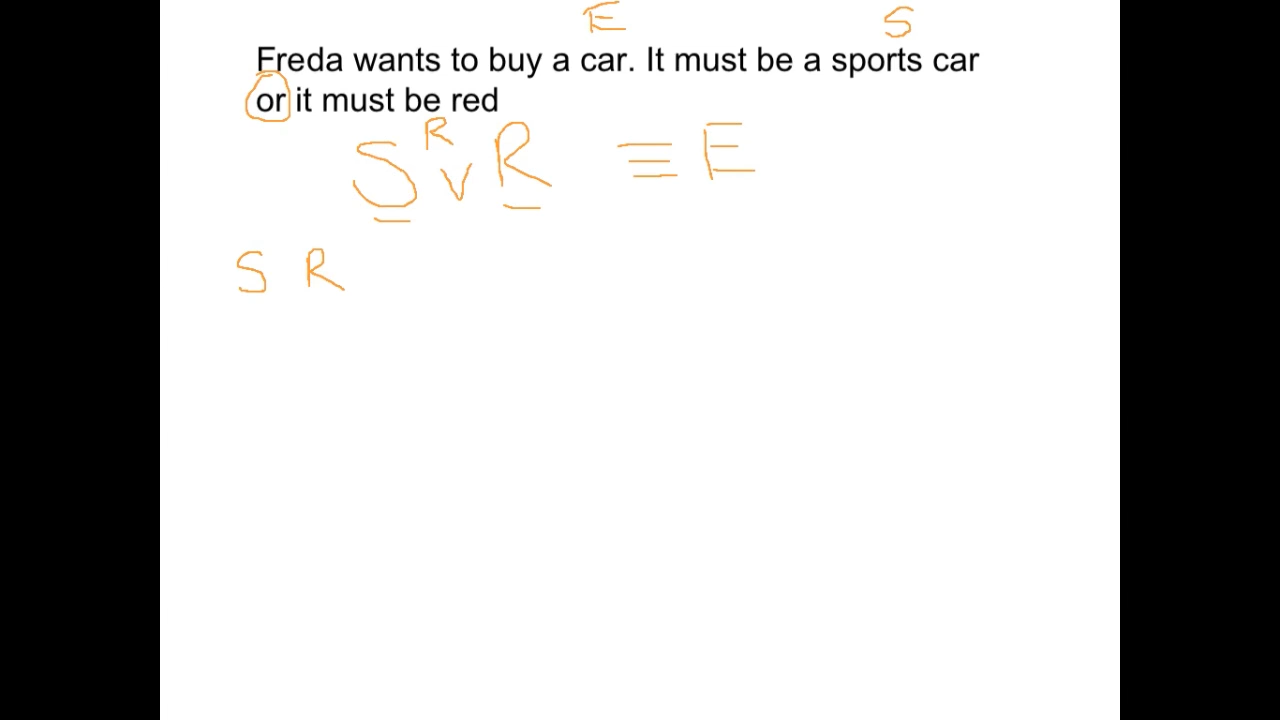 E S
Freda wants to buy a car. It must be a sports car
or it must be red
R
S v R ≡ E
S R